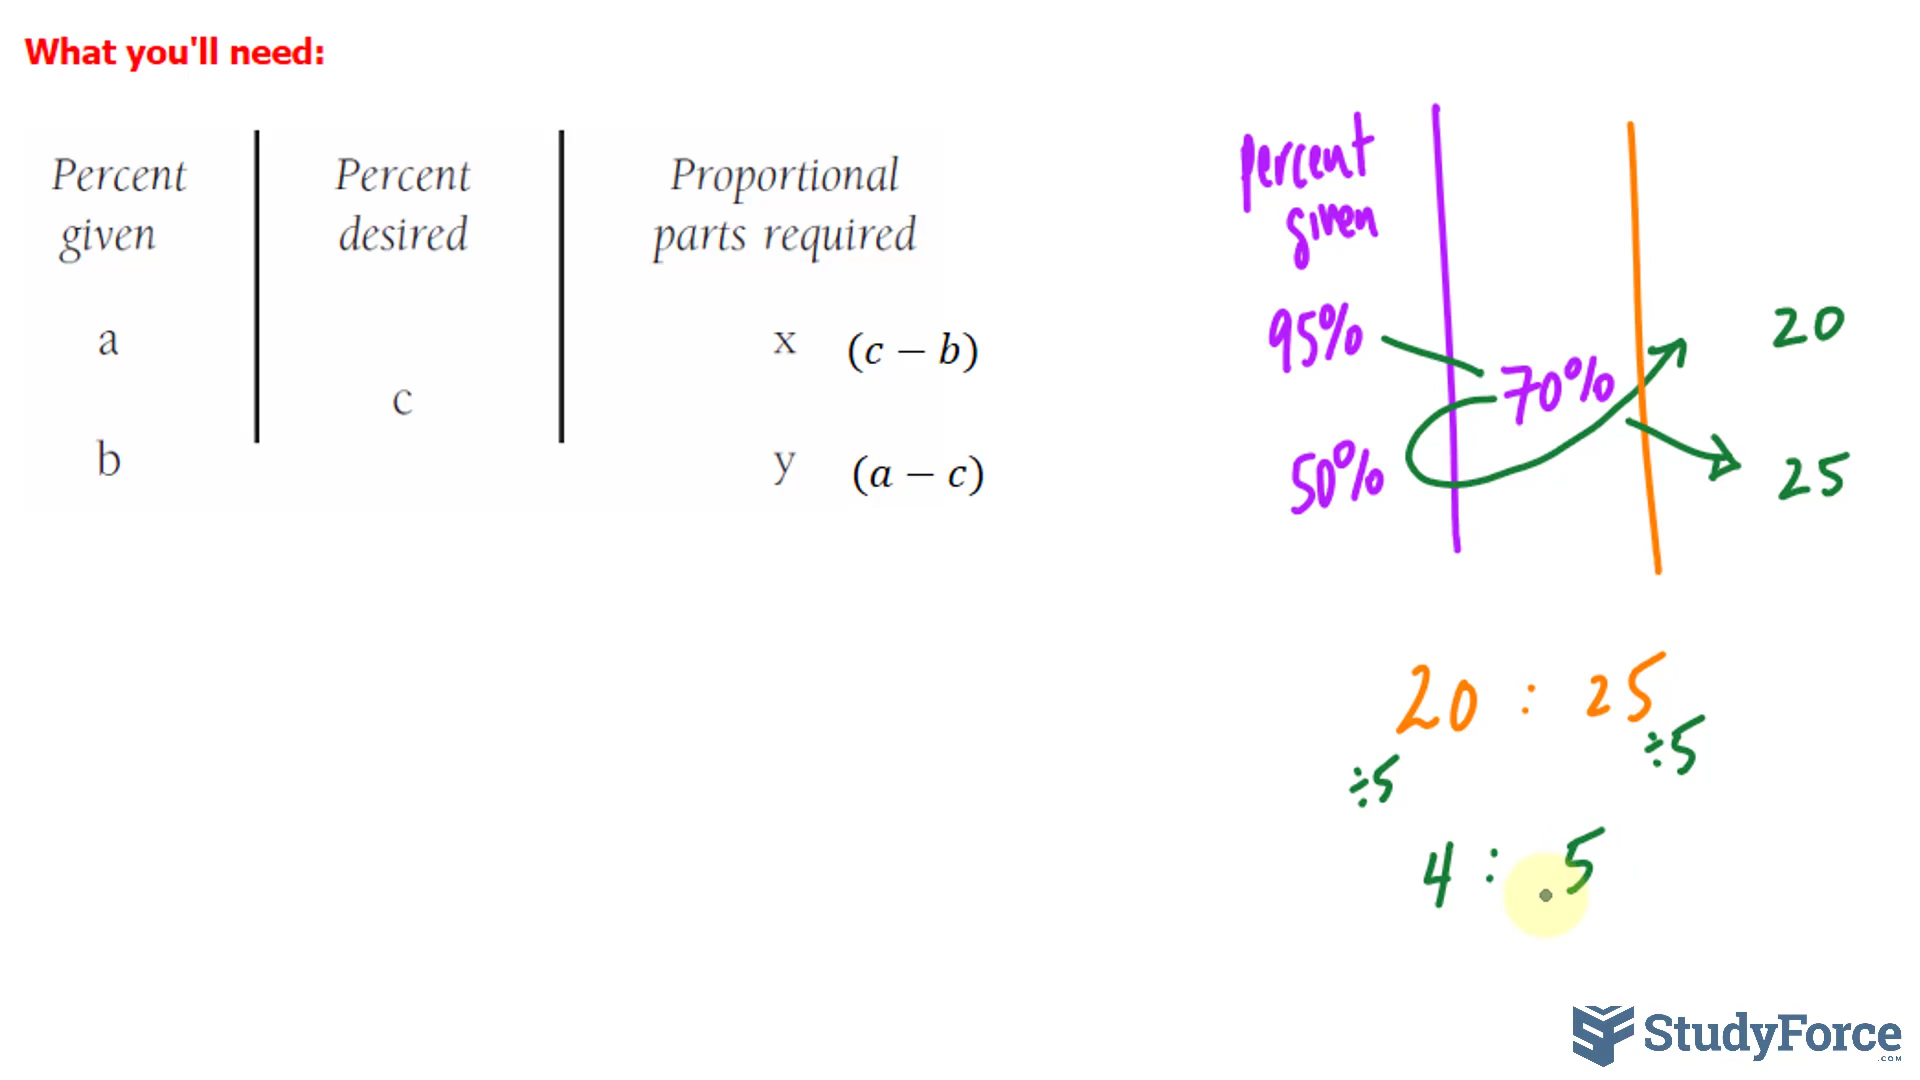 What you'll need:
Percent given
Percent desired
Proportional parts required
a
x (c − b)
c
b
y (a − c)
percent given
95%
20
70%
50%
25
20 : 25
÷5
÷5
4 : 5
StudyForce
.COM